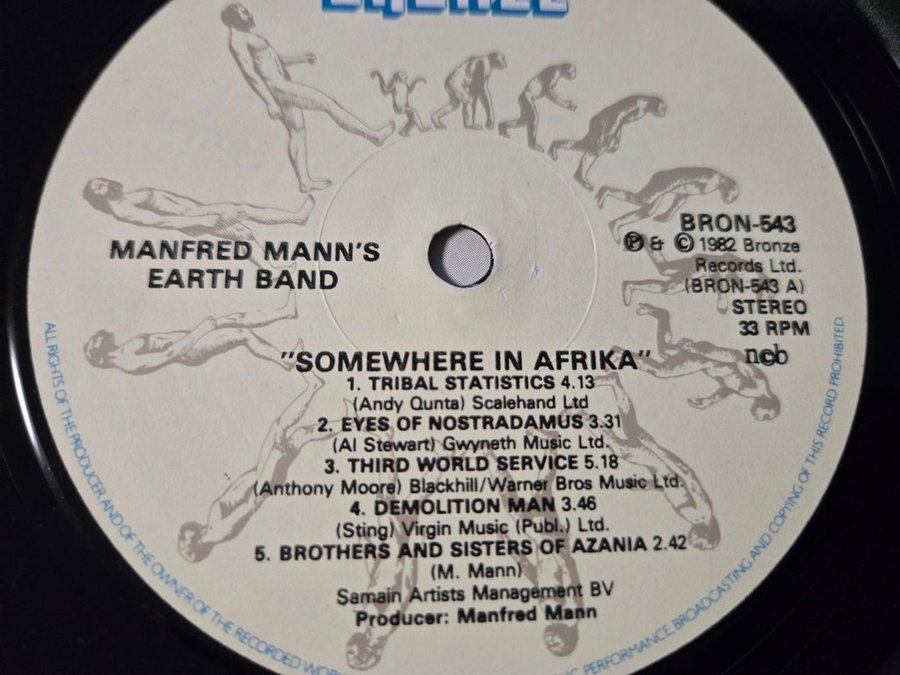 BRONZE
MANFRED MANN'S
EARTH BAND
BRON-543
Ⓟ & © 1982 Bronze
Records Ltd.
(BRON-543 A)
STEREO
33 RPM
ncb
"SOMEWHERE IN AFRIKA"
1. TRIBAL STATISTICS 4.13
(Andy Qunta) Scalehand Ltd
2. EYES OF NOSTRADAMUS 3.31
(Al Stewart) Gwyneth Music Ltd.
3. THIRD WORLD SERVICE 5.18
(Anthony Moore) Blackhill/Warner Bros Music Ltd.
4. DEMOLITION MAN 3.46
(Sting) Virgin Music (Publ.) Ltd.
5. BROTHERS AND SISTERS OF AZANIA 2.42
(M. Mann)
Samain Artists Management BV
Producer: Manfred Mann
ALL RIGHTS OF THE PRODUCER AND OF THE OWNER OF THE RECORDED WORK
PERFORMANCE, BROADCASTING AND COPYING OF THIS RECORD PROHIBITED.